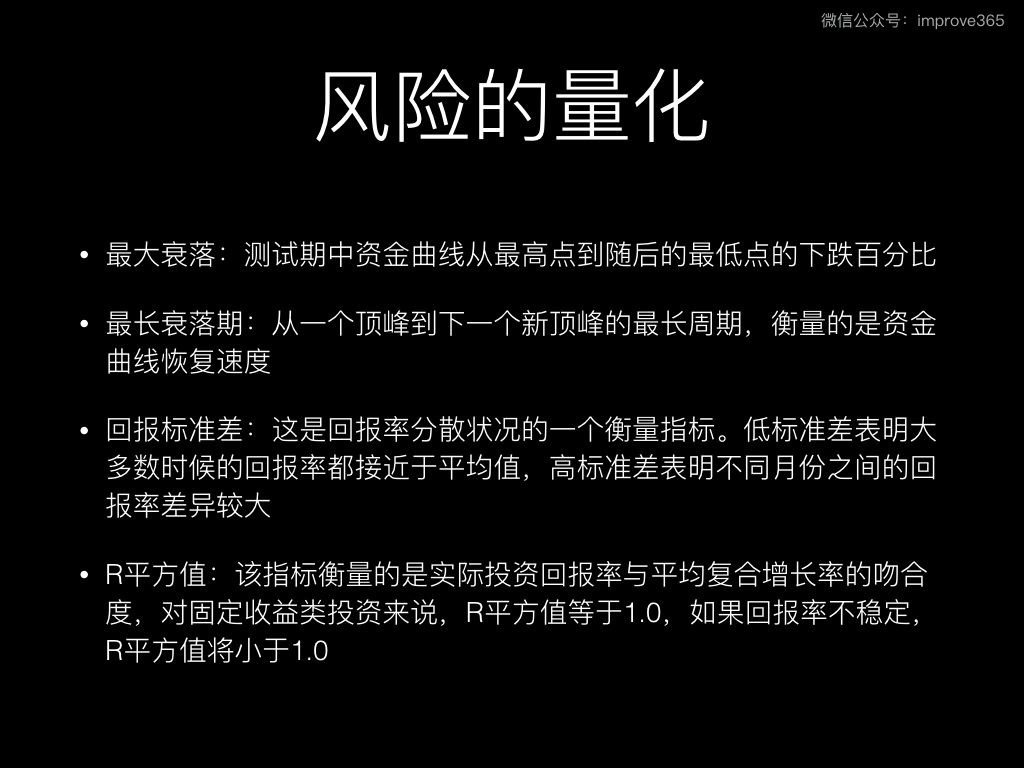 微信公众号：improve365
风险的量化
• 最大衰落：测试期中资金曲线从最高点到随后的最低点的下跌百分比
• 最长衰落期：从一个顶峰到下一个新顶峰的最长周期，衡量的是资金
曲线恢复速度
• 回报标准差：这是回报率分散状况的一个衡量指标。低标准差表明大
多数时候的回报率都接近于平均值，高标准差表明不同月份之间的回
报率差异较大
• R平方值：该指标衡量的是实际投资回报率与平均复合增长率的吻合
度，对固定收益类投资来说，R平方值等于1.0，如果回报率不稳定，
R平方值将小于1.0